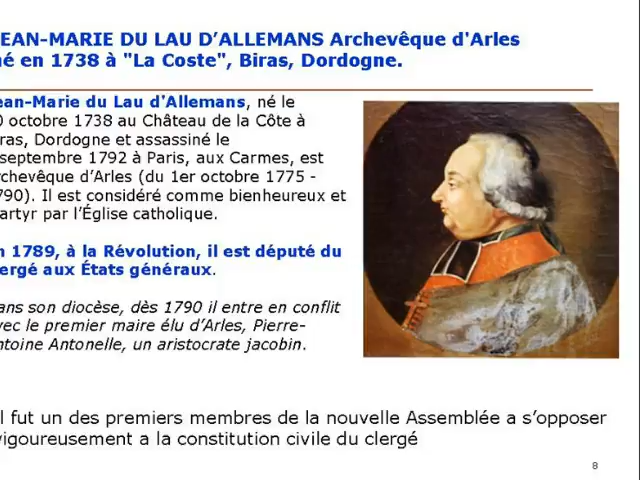 EAN-MARIE DU LAU D’ALLEMANS Archevêque d'Arles
né en 1738 à "La Coste", Biras, Dordogne.
ean-Marie du Lau d'Allemans, né le
0 octobre 1738 au Château de la Côte à
ras, Dordogne et assassiné le
septembre 1792 à Paris, aux Carmes, est
rchevêque d’Arles (du 1er octobre 1775 -
790). Il est considéré comme bienheureux et
artyr par l’Église catholique.
n 1789, à la Révolution, il est député du
ergé aux États généraux.
ans son diocèse, dès 1790 il entre en conflit
vec le premier maire élu d’Arles, Pierre-
ntoine Antonelle, un aristocrate jacobin.
l fut un des premiers membres de la nouvelle Assemblée a s’opposer
vigoureusement a la constitution civile du clergé
8